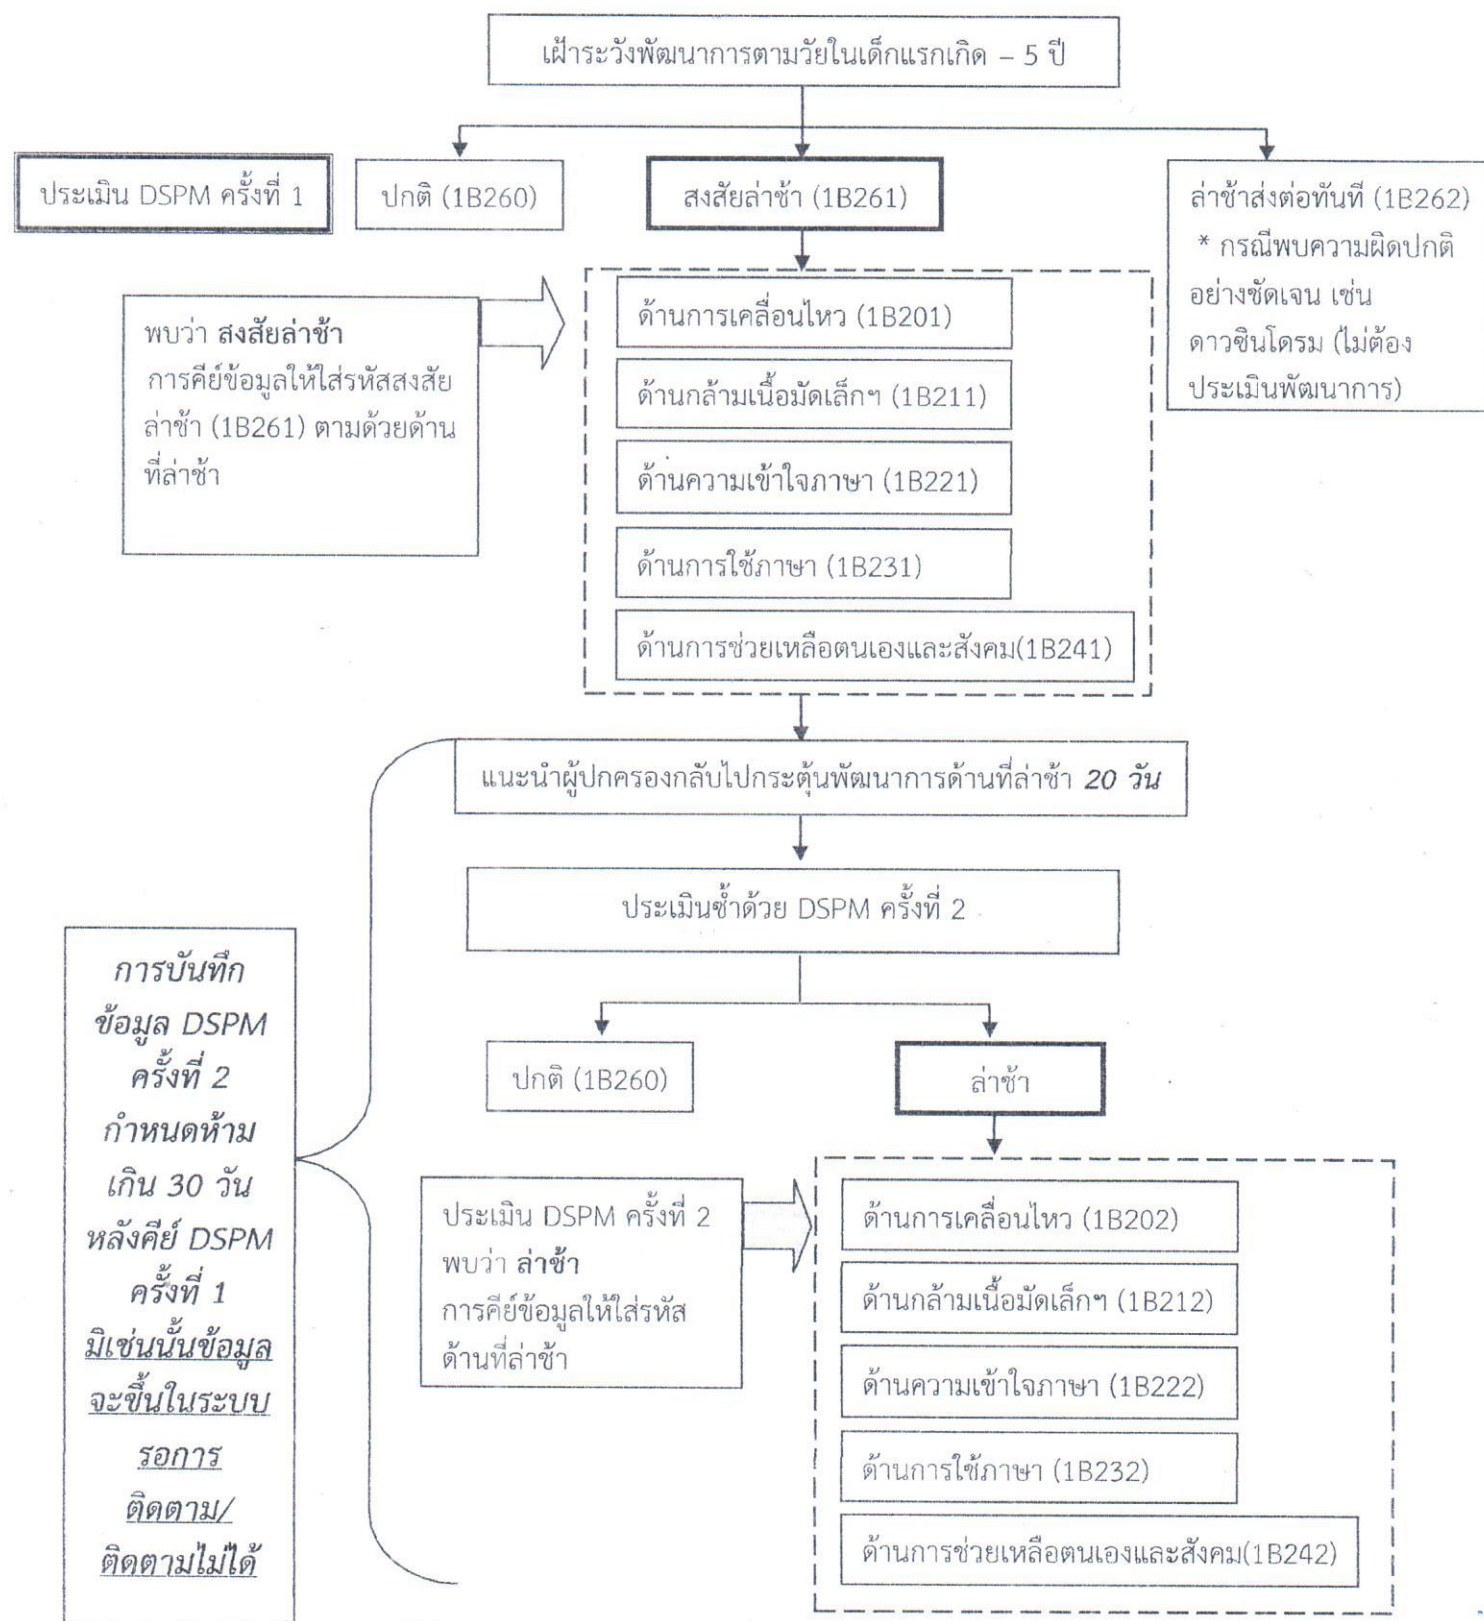 เฝ้าระวังพัฒนาการตามวัยในเด็กแรกเกิด – 5 ปี
ประเมิน DSPM ครั้งที่ 1
ปกติ (1B260)
สงสัยล่าช้า (1B261)
ล่าช้าส่งต่อทันที (1B262)
* กรณีพบความผิดปกติ
อย่างชัดเจน เช่น
ดาวซินโดรม (ไม่ต้อง
ประเมินพัฒนาการ)
พบว่า สงสัยล่าช้า
การคีย์ข้อมูลให้ใส่รหัสสงสัย
ล่าช้า (1B261) ตามด้วยด้าน
ที่ล่าช้า
ด้านการเคลื่อนไหว (1B201)
ด้านกล้ามเนื้อมัดเล็กฯ (1B211)
ด้านความเข้าใจภาษา (1B221)
ด้านการใช้ภาษา (1B231)
ด้านการช่วยเหลือตนเองและสังคม(1B241)
แนะนำผู้ปกครองกลับไปกระตุ้นพัฒนาการด้านที่ล่าช้า 20 วัน
ประเมินซ้ำด้วย DSPM ครั้งที่ 2
ปกติ (1B260)
ล่าช้า
การบันทึก
ข้อมูล DSPM
ครั้งที่ 2
กำหนดห้าม
เกิน 30 วัน
หลังคีย์ DSPM
ครั้งที่ 1
มิเช่นนั้นข้อมูล
จะขึ้นในระบบ
รอการ
ติดตาม/
ติดตามไม่ได้
ประเมิน DSPM ครั้งที่ 2
พบว่า ล่าช้า
การคีย์ข้อมูลให้ใส่รหัส
ด้านที่ล่าช้า
ด้านการเคลื่อนไหว (1B202)
ด้านกล้ามเนื้อมัดเล็กฯ (1B212)
ด้านความเข้าใจภาษา (1B222)
ด้านการใช้ภาษา (1B232)
ด้านการช่วยเหลือตนเองและสังคม(1B242)